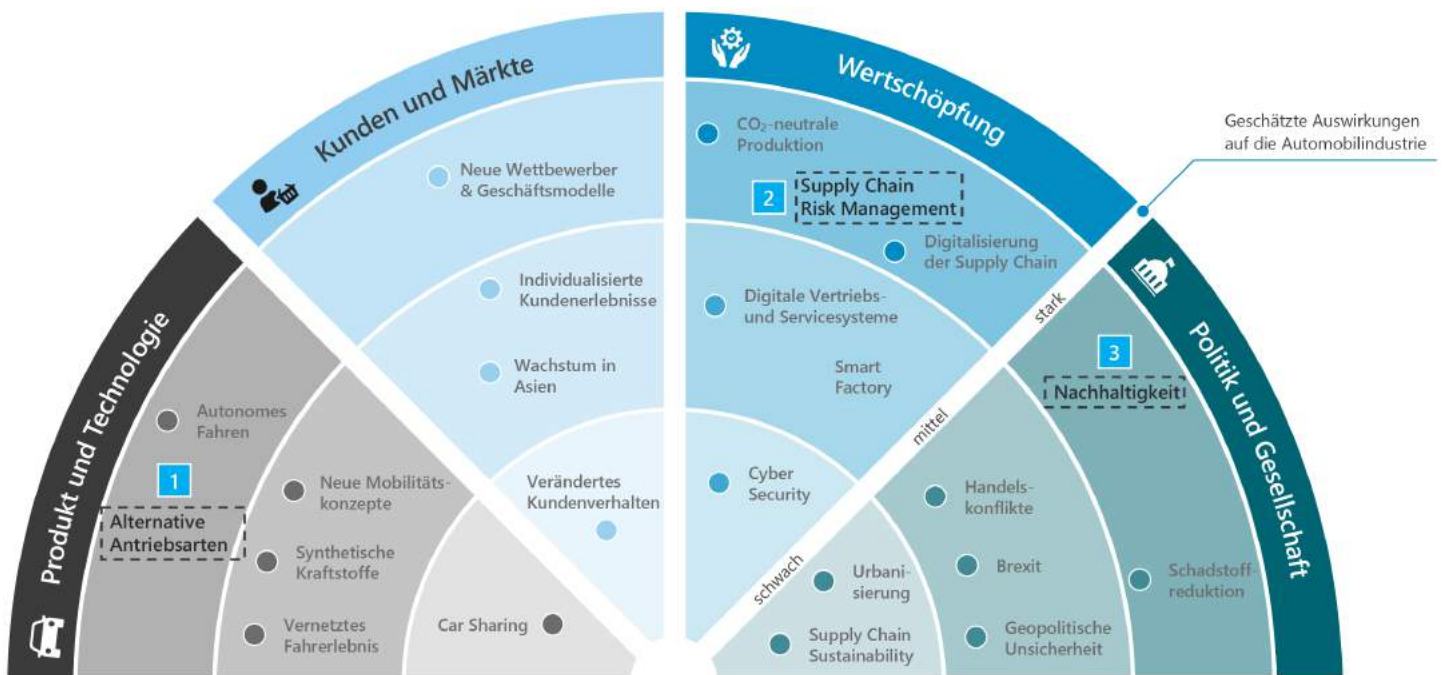 Produkt und Technologie
Autonomes
Fahren
1
Alternative
Antriebsarten
Neue Mobilitäts-
konzepte
Synthetische
Kraftstoffe
Vernetztes
Fahrerlebnis
Car Sharing
Kunden und Märkte
Neue Wettbewerber
& Geschäftsmodelle
Individualisierte
Kundenerlebnisse
Wachstum in
Asien
Verändertes
Kundenverhalten
Wertschöpfung
CO₂-neutrale
Produktion
2
Supply Chain
Risk Management
Digitalisierung
der Supply Chain
Digitale Vertriebs-
und Servicesysteme
Smart
Factory
Cyber
Security
Geschätzte Auswirkungen
auf die Automobilindustrie
stark
mittel
schwach
Politik und Gesellschaft
3
Nachhaltigkeit
Schadstoff-
reduktion
Handels-
konflikte
Brexit
Geopolitische
Unsicherheit
Urbani-
sierung
Supply Chain
Sustainability